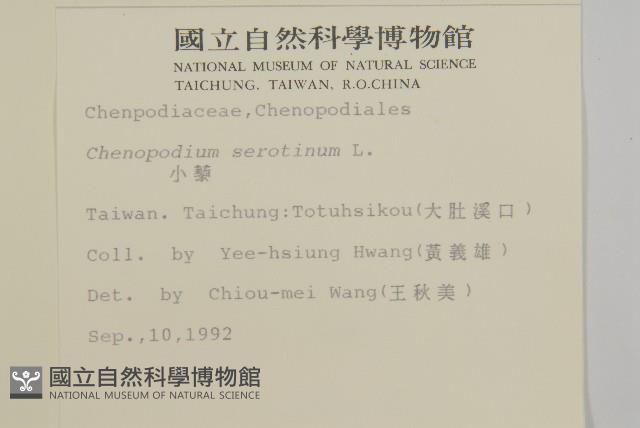 國立自然科學博物館
NATIONAL MUSEUM OF NATURAL SCIENCE
TAICHUNG. TAIWAN, R.O.CHINA
Chenpodiaceae,Chenopodiales
Chenopodium serotinum L.
小藜
Taiwan. Taichung:Totuhsikou(大肚溪口)
Coll. by Yee-hsiung Hwang(黃義雄)
Det. by Chiou-mei Wang(王秋美)
Sep.,10,1992
國立自然科學博物館
NATIONAL MUSEUM OF NATURAL SCIENCE